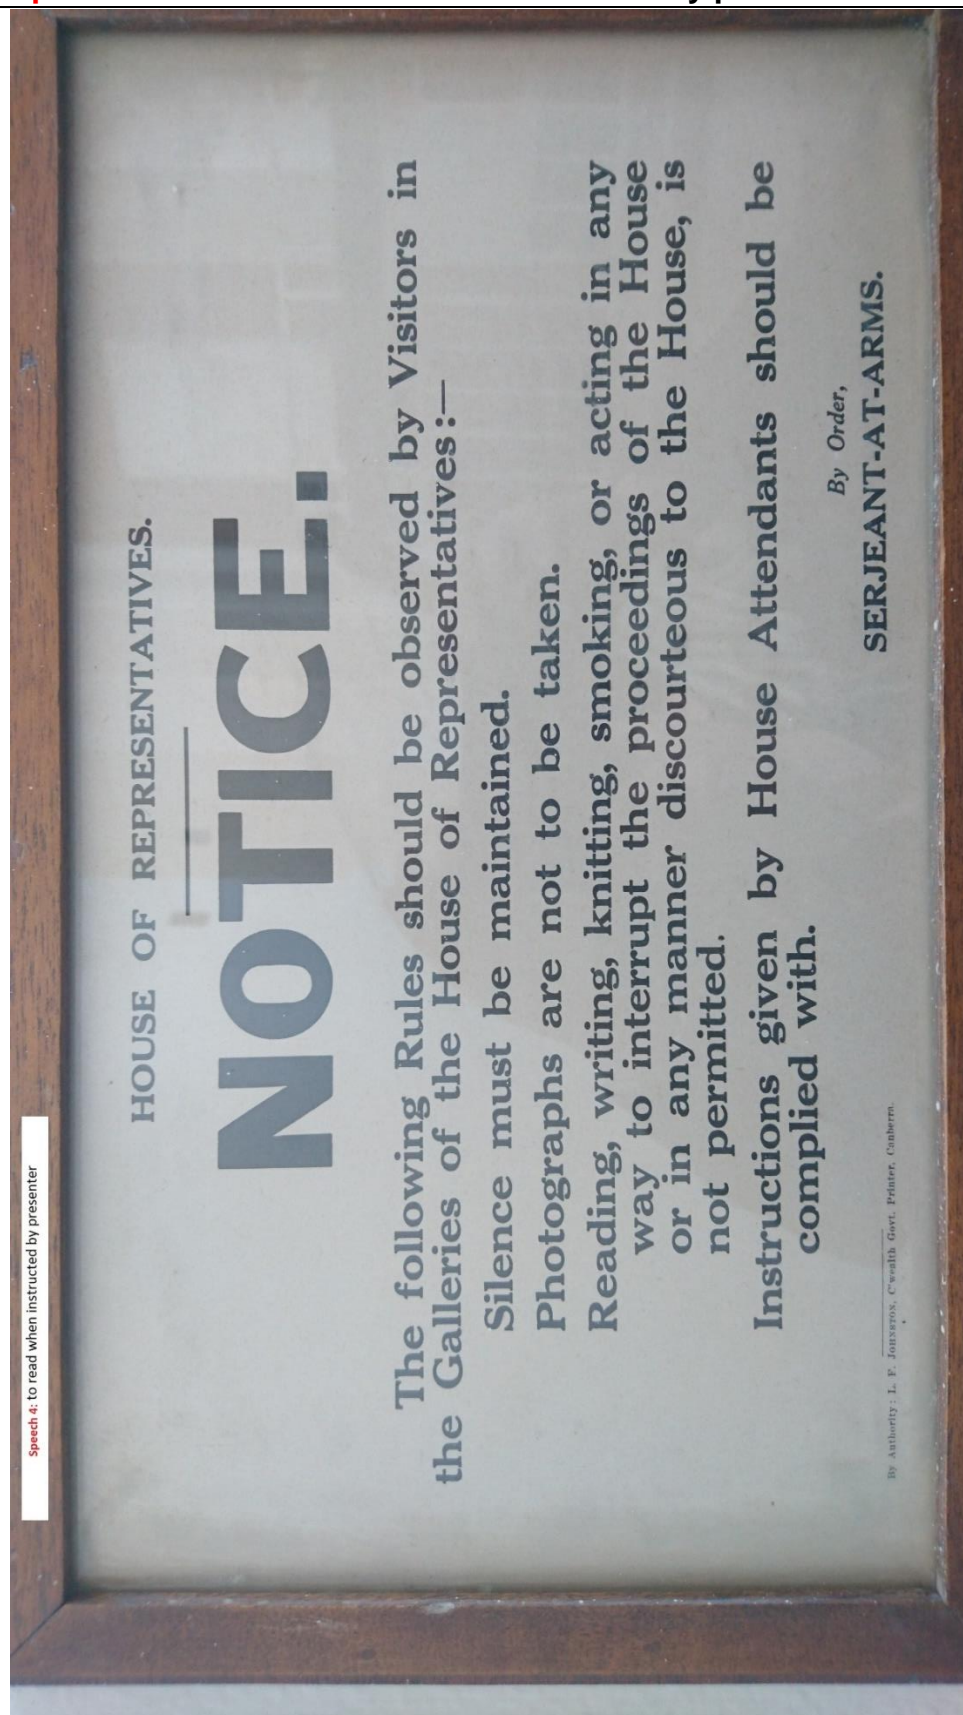 Speech 4: to read when instructed by presenter
HOUSE OF REPRESENTATIVES.
NOTICE.
The following Rules should be observed by Visitors in
the Galleries of the House of Representatives:—
Silence must be maintained.
Photographs are not to be taken.
Reading, writing, knitting, smoking, or acting in any
way to interrupt the proceedings of the House
or in any manner discourteous to the House, is
not permitted.
Instructions given by House Attendants should be
complied with.
By Order,
SERJEANT-AT-ARMS.
By Authority: L. F. JOHNSTON, C'wealth Govt. Printer, Canberra.